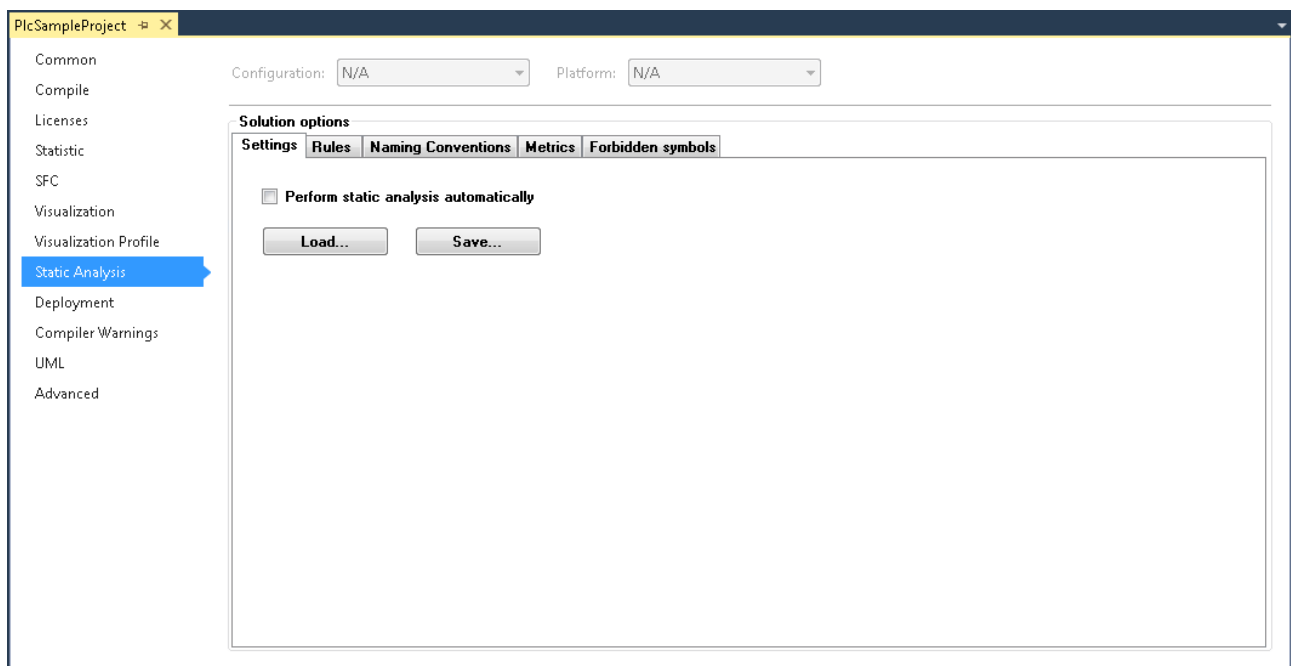 PlcSampleProject
Common
Compile
Licenses
Statistic
SFC
Visualization
Visualization Profile
Static Analysis
Deployment
Compiler Warnings
UML
Advanced
Configuration: N/A Platform: N/A
Solution options
Settings Rules Naming Conventions Metrics Forbidden symbols
Perform static analysis automatically
Load... Save...